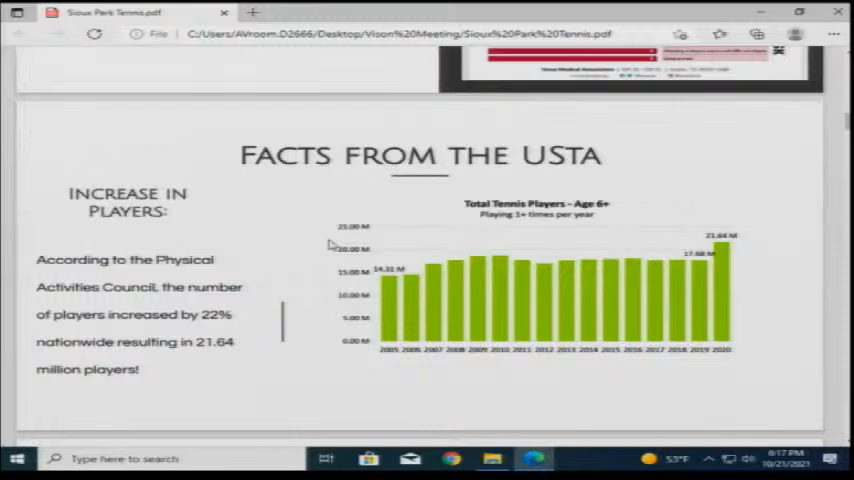 Sioux Park Tennis.pdf
File
C:/Users/AVroom.D2666/Desktop/Vison%20Meeting/Sioux%20Park%20Tennis.pdf
FACTS FROM THE USTA
INCREASE IN
PLAYERS:
According to the Physical
Activities Council, the number
of players increased by 22%
nationwide resulting in 21.64
million players!
Total Tennis Players - Age 6+
Playing 1+ times per year
25.00 M
20.00 M
15.00 M
10.00 M
5.00 M
0.00 M
14.31 M
17.68 M
21.64 M
2005 2006 2007 2008 2009 2010 2011 2012 2013 2014 2015 2016 2017 2018 2019 2020
Type here to search
53°F
6:17 PM
10/21/2021